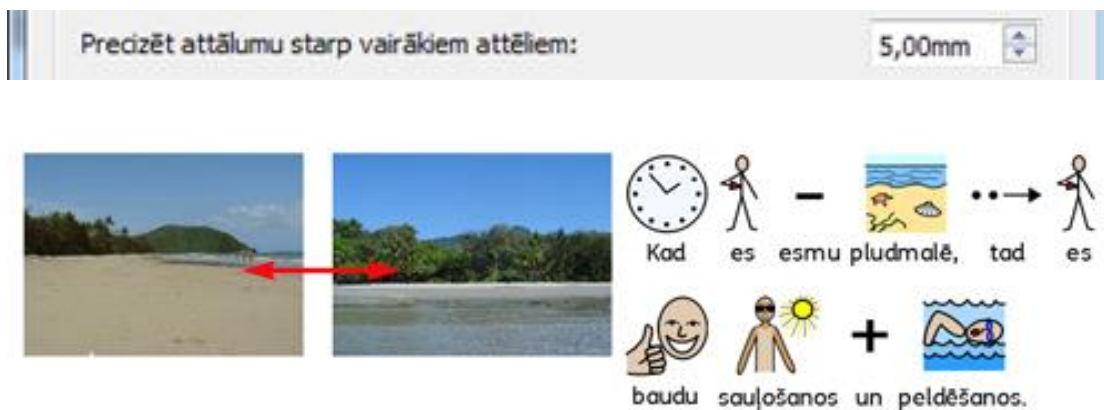 Precizēt attālumu starp vairākiem attēliem: 5,00mm
Kad es esmu pludmalē, tad es
baudu sauļošanos un peldēšanos.